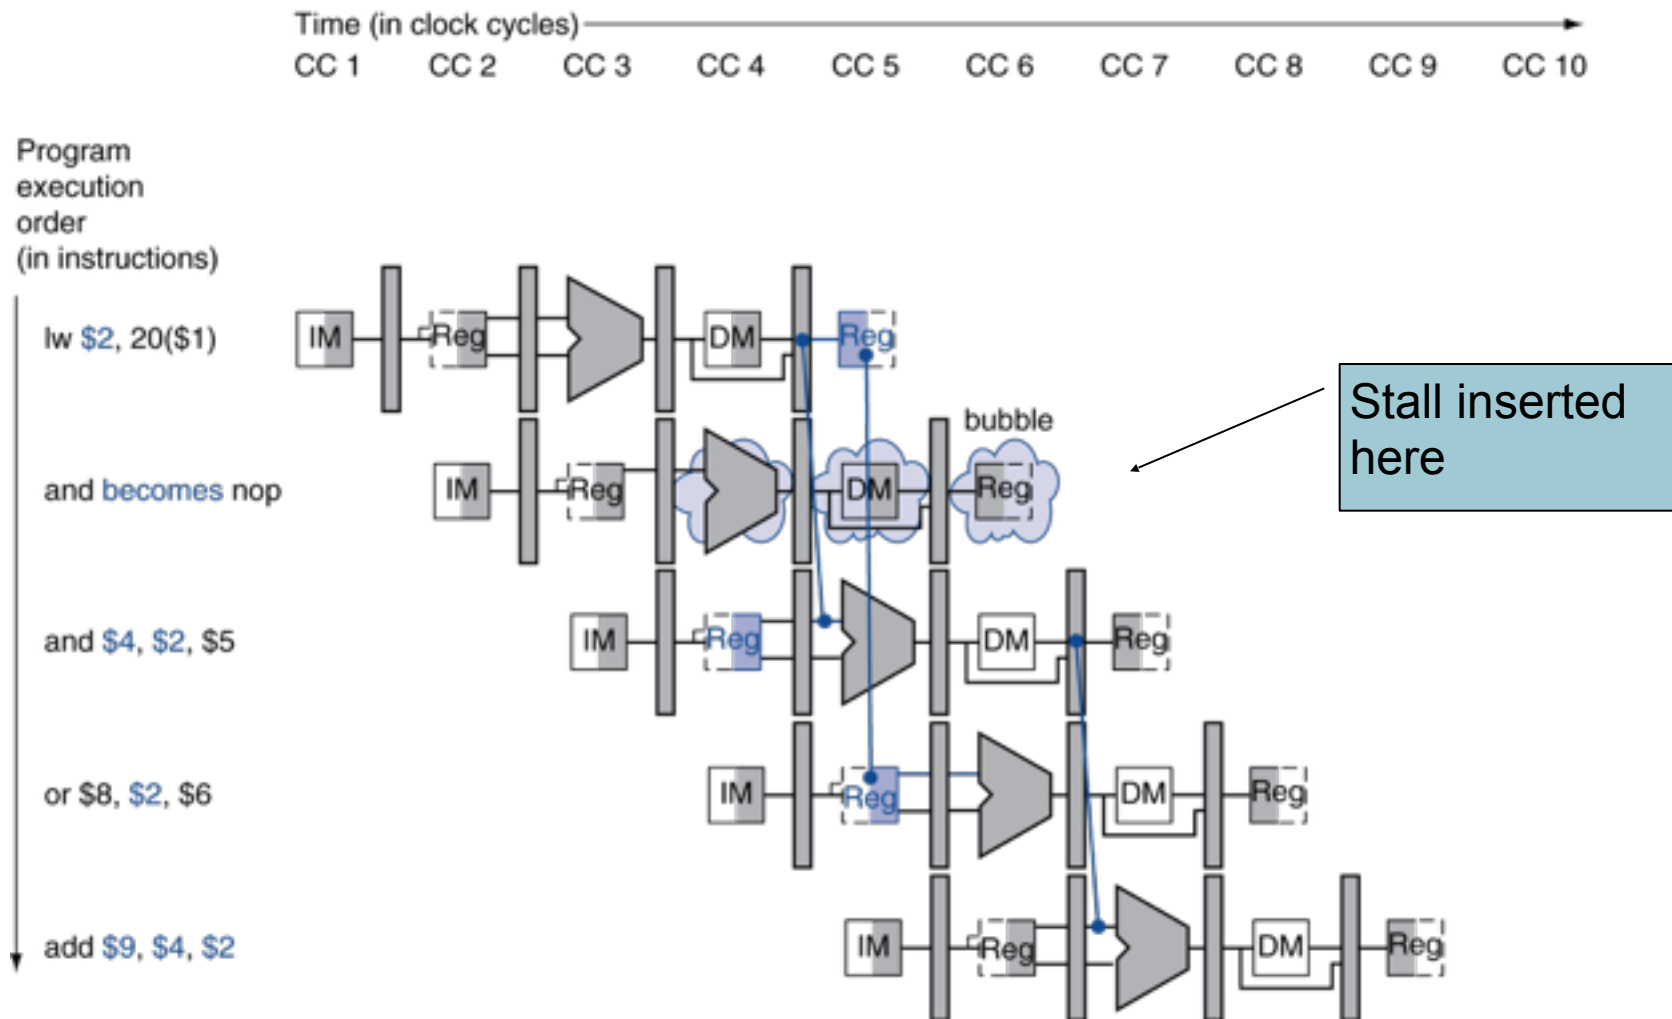 Time (in clock cycles)
CC 1 CC 2 CC 3 CC 4 CC 5 CC 6 CC 7 CC 8 CC 9 CC 10
Program
execution
order
(in instructions)
lw $2, 20($1)
IM Reg DM Reg
Stall inserted
here
bubble
and becomes nop
IM Reg DM Reg
and $4, $2, $5
IM Reg DM Reg
or $8, $2, $6
IM Reg DM Reg
add $9, $4, $2
IM Reg DM Reg